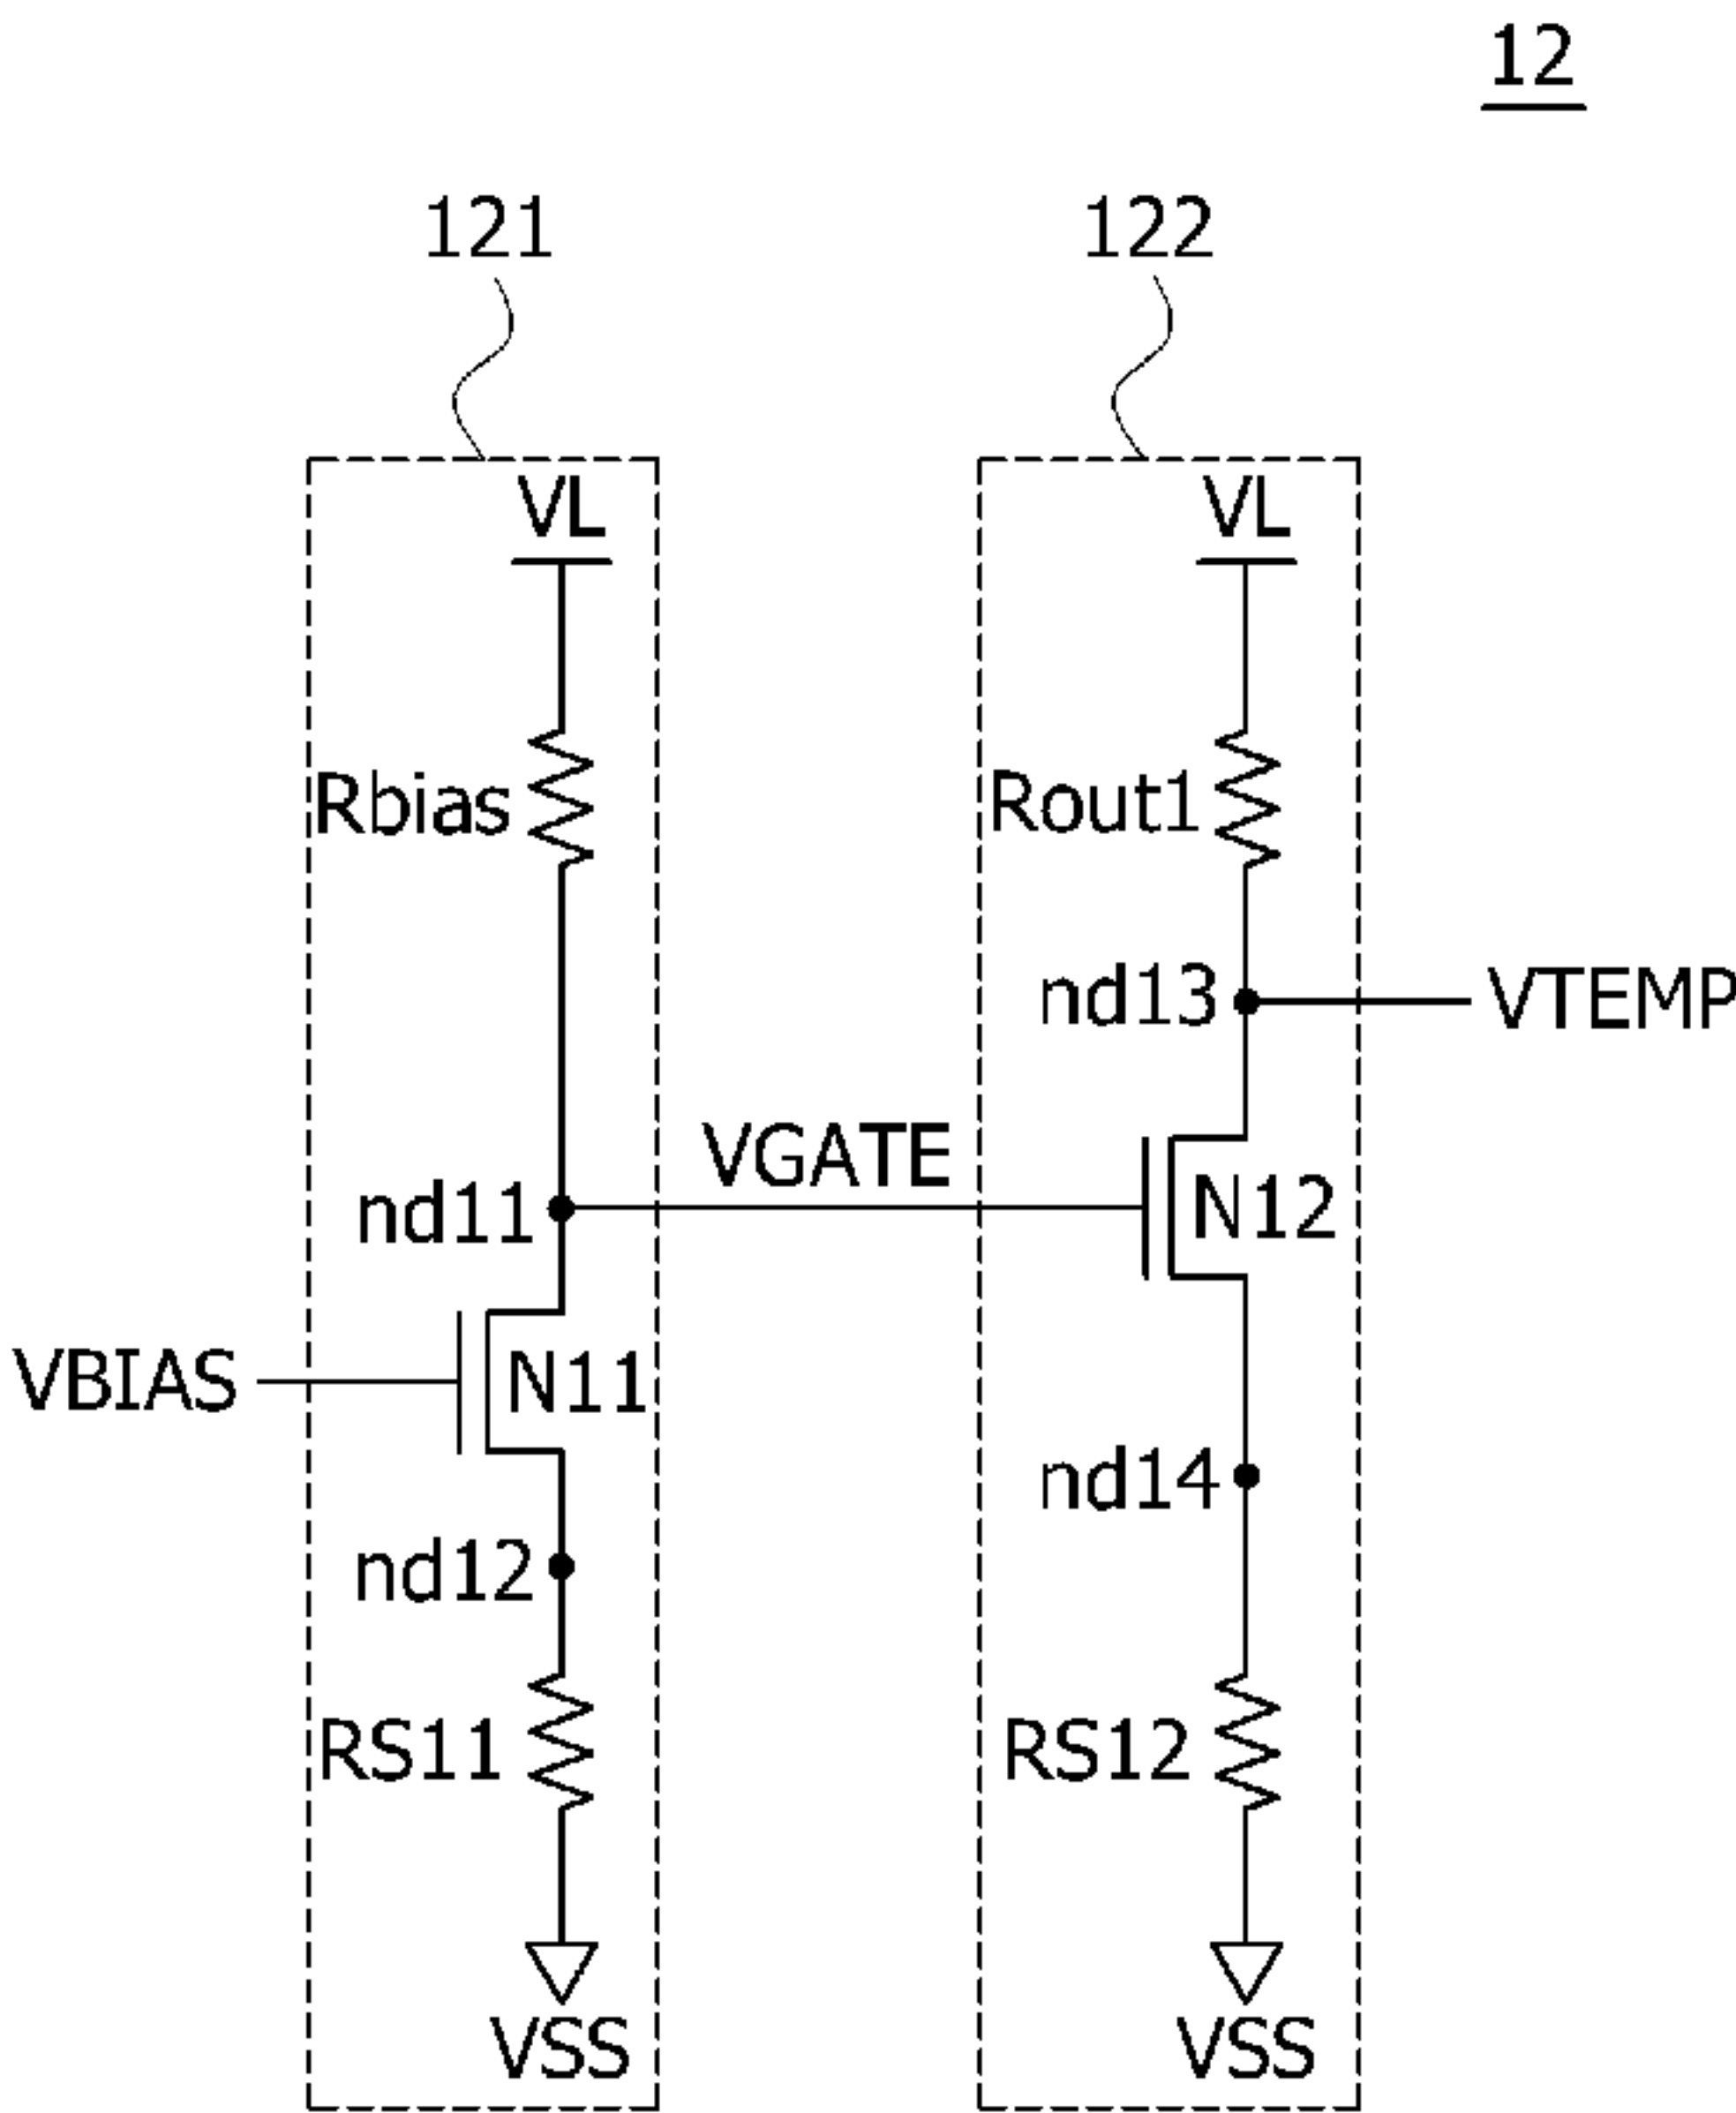 12
121
122
VL
VL
Rbias
Rout1
nd13
VTEMP
VGATE
nd11
N12
VBIAS
N11
nd14
nd12
RS11
RS12
VSS
VSS